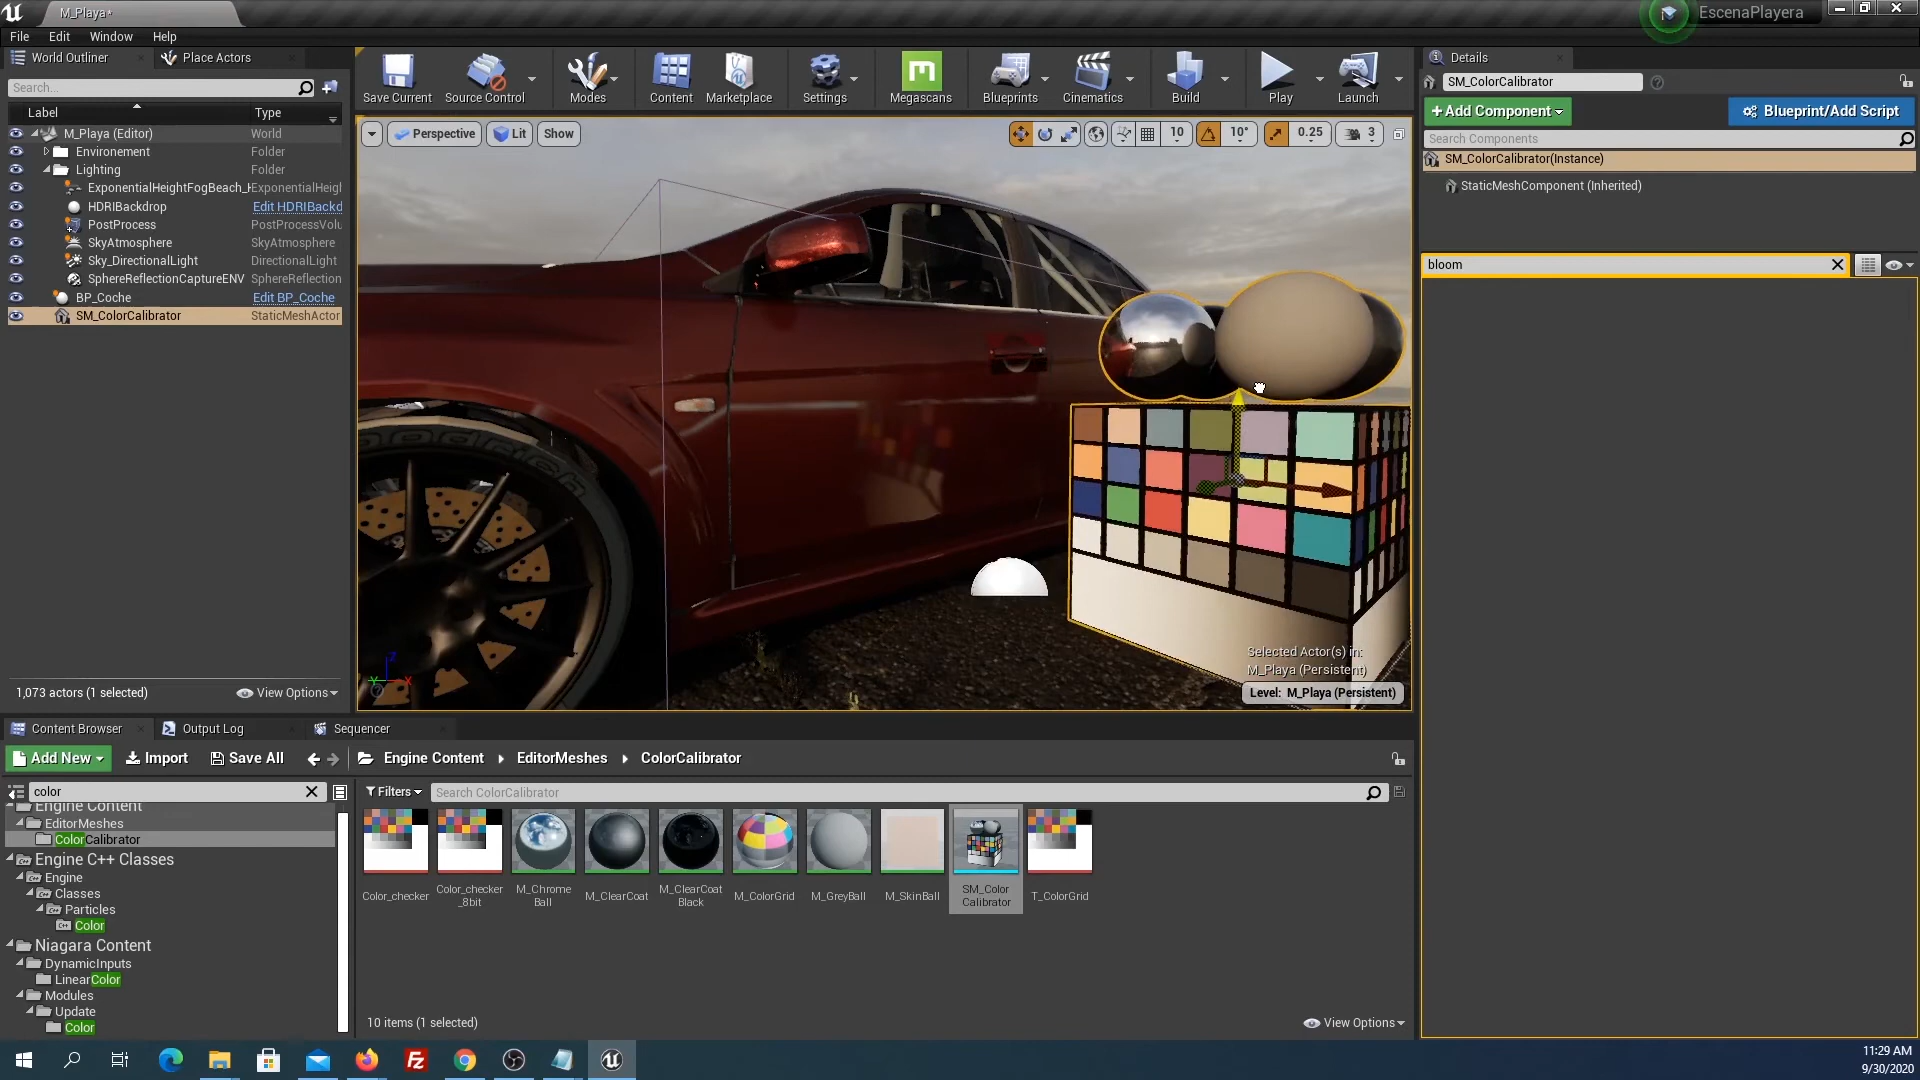 M_Playa*
EscenaPlayera
File Edit Window Help
World Outliner Place Actors
Search...
Label Type
M_Playa (Editor) World
Environement Folder
Lighting Folder
ExponentialHeightFogBeach_H ExponentialHeigh
HDRIBackdrop Edit HDRIBackd
PostProcess PostProcessVolu
SkyAtmosphere SkyAtmosphere
Sky_DirectionalLight DirectionalLight
SphereReflectionCaptureENV SphereReflection
BP_Coche Edit BP_Coche
SM_ColorCalibrator StaticMeshActor
1,073 actors (1 selected) View Options
Save Current Source Control Modes Content Marketplace Settings Megascans Blueprints Cinematics Build Play Launch
Perspective Lit Show 10 10° 0.25 3
Selected Actor(s) in:
M_Playa (Persistent)
Level: M_Playa (Persistent)
Details
SM_ColorCalibrator
+Add Component Blueprint/Add Script
Search Components
SM_ColorCalibrator(Instance)
StaticMeshComponent (Inherited)
bloom
Content Browser Output Log Sequencer
Add New Import Save All Engine Content EditorMeshes ColorCalibrator
color
Engine Content
EditorMeshes
ColorCalibrator
Engine C++ Classes
Engine
Classes
Particles
Color
Niagara Content
DynamicInputs
LinearColor
Modules
Update
Color
Filters Search ColorCalibrator
Color_checker
Color_checker
_8bit
M_Chrome
Ball
M_ClearCoat
M_ClearCoat
Black
M_ColorGrid
M_GreyBall
M_SkinBall
SM_Color
Calibrator
T_ColorGrid
10 items (1 selected) View Options
11:29 AM
9/30/2020